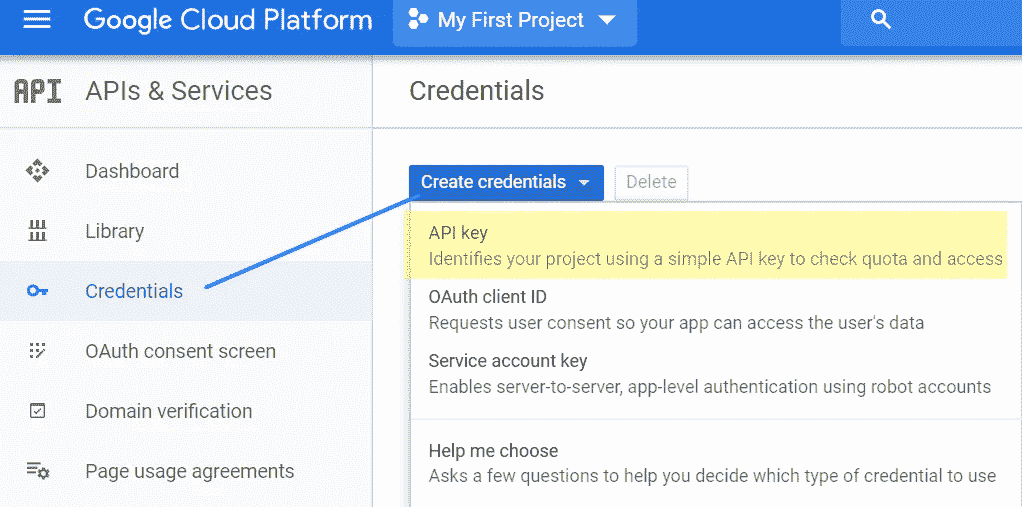 Google Cloud Platform
My First Project
API
APIs & Services
Credentials
Dashboard
Library
Credentials
OAuth consent screen
Domain verification
Page usage agreements
Create credentials
Delete
API key
Identifies your project using a simple API key to check quota and access
OAuth client ID
Requests user consent so your app can access the user's data
Service account key
Enables server-to-server, app-level authentication using robot accounts
Help me choose
Asks a few questions to help you decide which type of credential to use